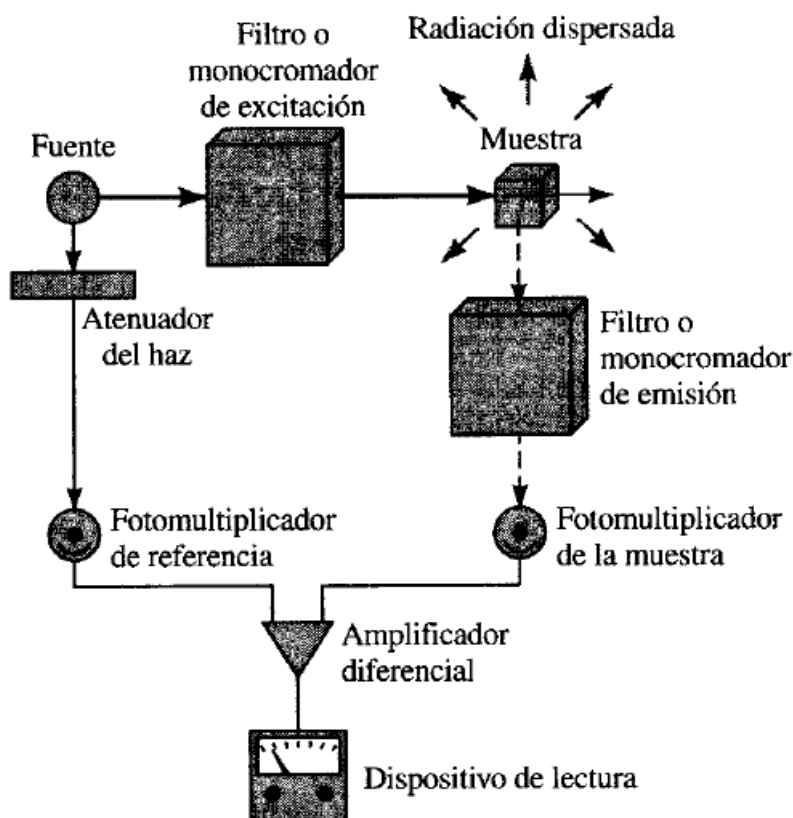 Filtro o
monocromador
de excitación
Radiación dispersada
Fuente
Muestra
Atenuador
del haz
Filtro o
monocromador
de emisión
Fotomultiplicador
de referencia
Fotomultiplicador
de la muestra
Amplificador
diferencial
Dispositivo de lectura